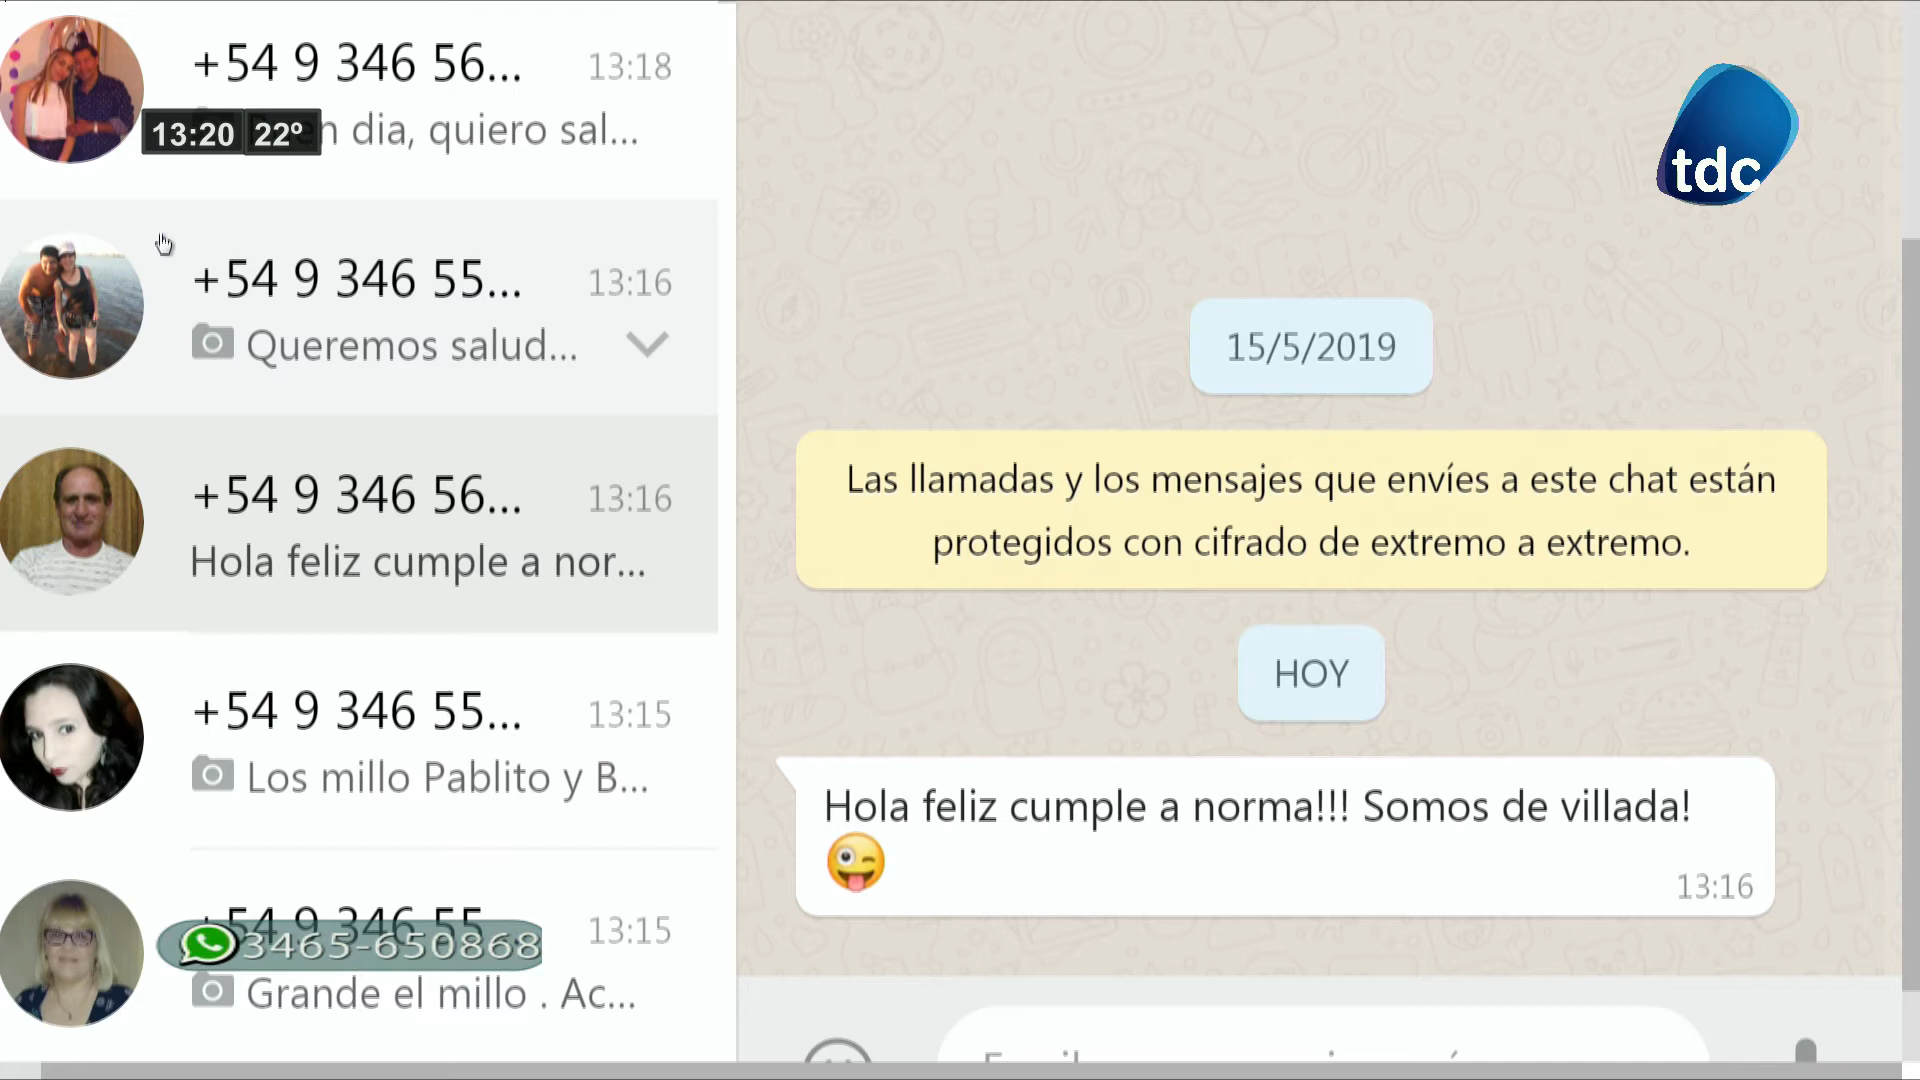 +54 9 346 56... 13:18
13:20 22º n dia, quiero sal...
+54 9 346 55... 13:16
Queremos salud...
+54 9 346 56... 13:16
Hola feliz cumple a nor...
+54 9 346 55... 13:15
Los millo Pablito y B...
+54 9 346 55... 13:15
3465-650868
Grande el millo . Ac...
tdc
15/5/2019
Las llamadas y los mensajes que envíes a este chat están
protegidos con cifrado de extremo a extremo.
HOY
Hola feliz cumple a norma!!! Somos de villada!
😜
13:16